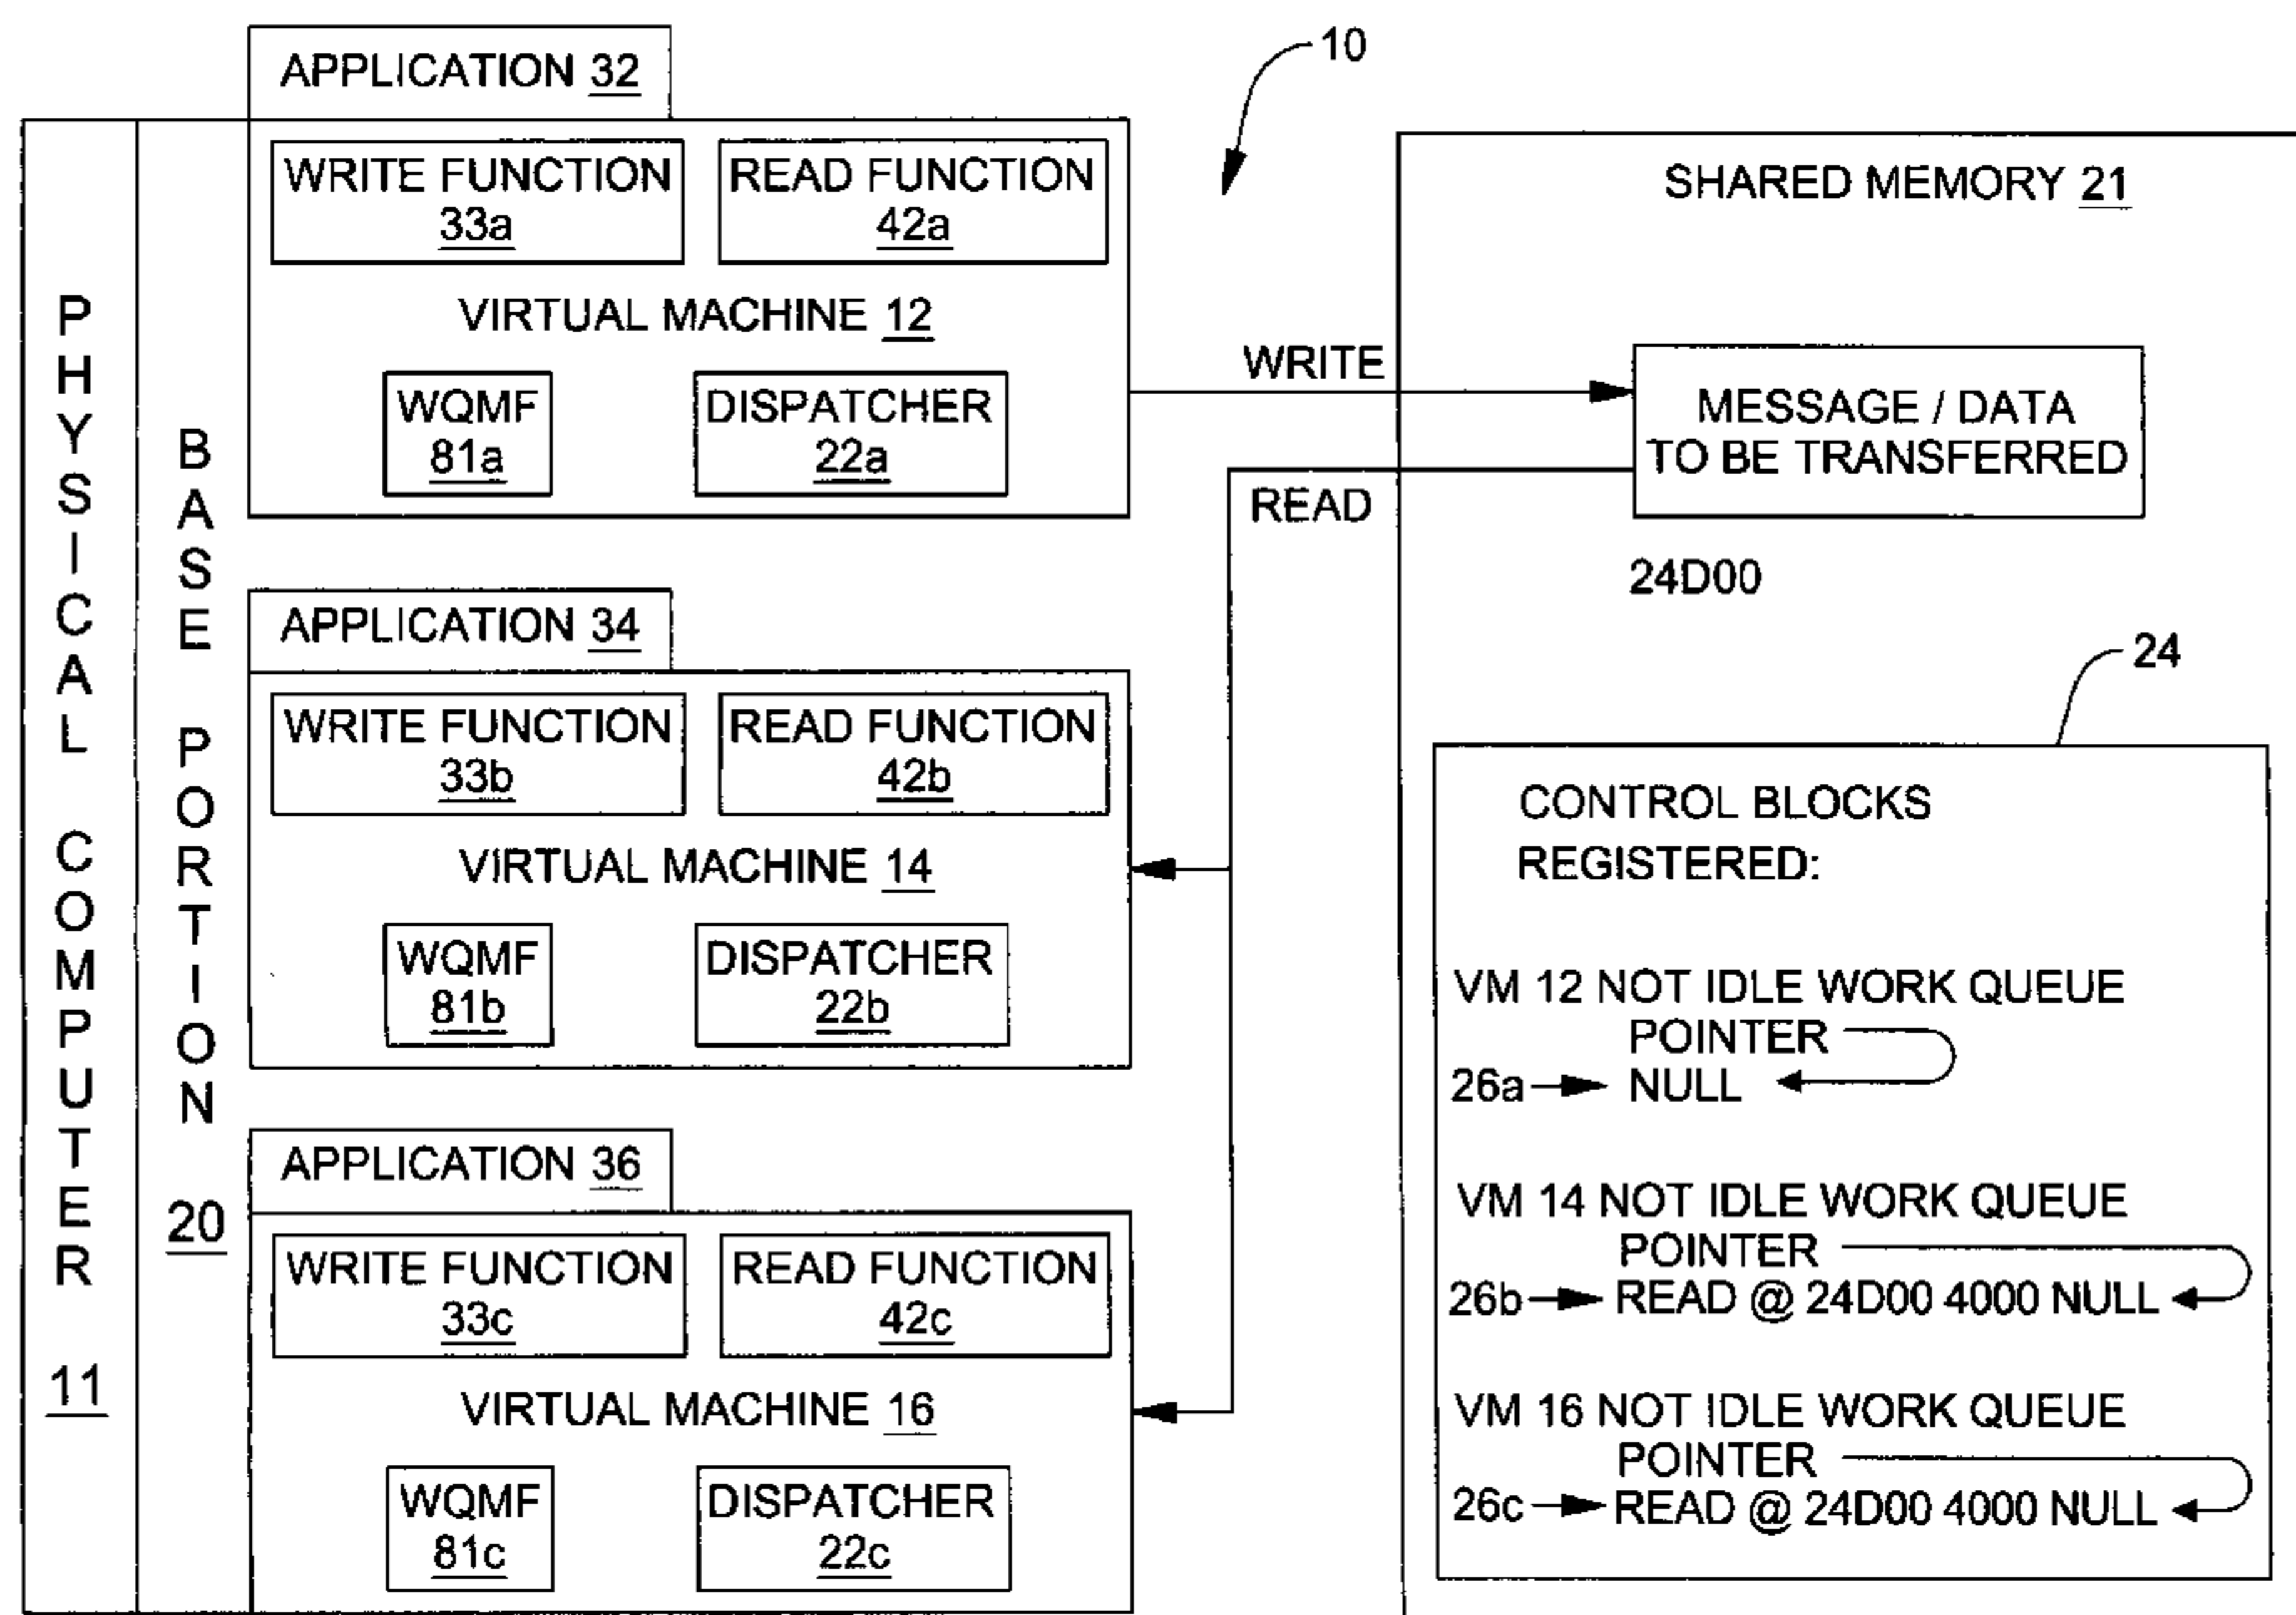 10
PHYSICAL COMPUTER
11
BASE PORTION
20
APPLICATION 32
WRITE FUNCTION
33a
READ FUNCTION
42a
VIRTUAL MACHINE 12
WQMF
81a
DISPATCHER
22a
APPLICATION 34
WRITE FUNCTION
33b
READ FUNCTION
42b
VIRTUAL MACHINE 14
WQMF
81b
DISPATCHER
22b
APPLICATION 36
WRITE FUNCTION
33c
READ FUNCTION
42c
VIRTUAL MACHINE 16
WQMF
81c
DISPATCHER
22c
WRITE
READ
SHARED MEMORY 21
MESSAGE / DATA
TO BE TRANSFERRED
24D00
24
CONTROL BLOCKS
REGISTERED:
VM 12 NOT IDLE WORK QUEUE
POINTER
26a NULL
VM 14 NOT IDLE WORK QUEUE
POINTER
26b READ @ 24D00 4000 NULL
VM 16 NOT IDLE WORK QUEUE
POINTER
26c READ @ 24D00 4000 NULL